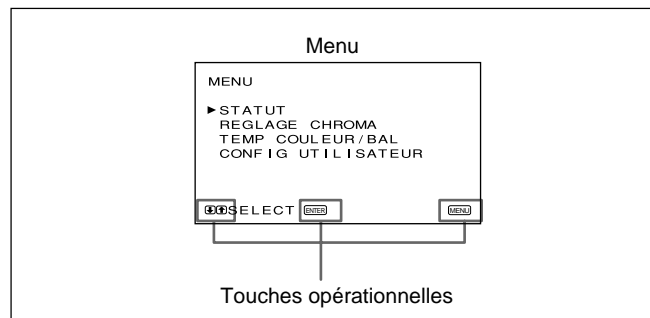 Menu
MENU
►STATUT
REGLAGE CHROMA
TEMP COULEUR/BAL
CONFIG UTILISATEUR
SELECT ENTER MENU
Touches opérationnelles